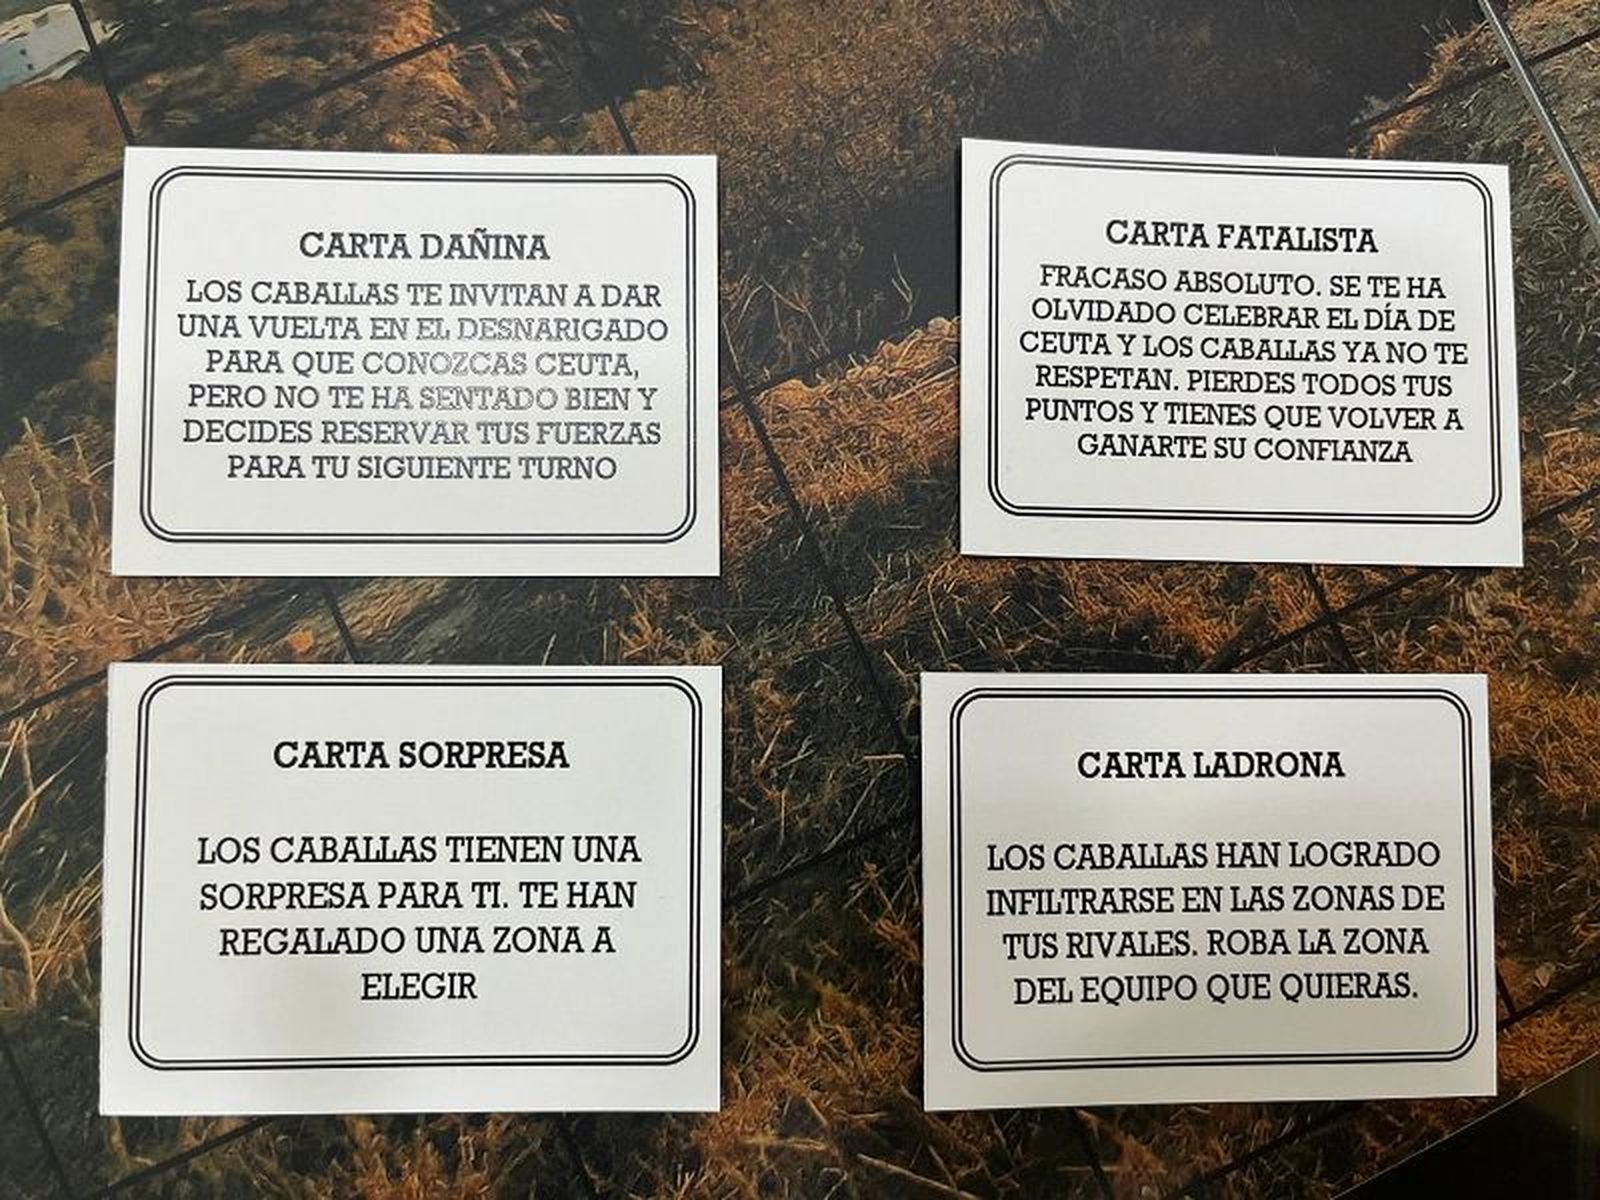 CARTA DAÑINA
LOS CABALLAS TE INVITAN A DAR
UNA VUELTA EN EL DESNARIGADO
PARA QUE CONOZCAS CEUTA,
PERO NO TE HA SENTADO BIEN Y
DECIDES RESERVAR TUS FUERZAS
PARA TU SIGUIENTE TURNO
CARTA FATALISTA
FRACASO ABSOLUTO. SE TE HA
OLVIDADO CELEBRAR EL DÍA DE
CEUTA Y LOS CABALLAS YA NO TE
RESPETAN. PIERDES TODOS TUS
PUNTOS Y TIENES QUE VOLVER A
GANARTE SU CONFIANZA
CARTA SORPRESA
LOS CABALLAS TIENEN UNA
SORPRESA PARA TI. TE HAN
REGALADO UNA ZONA A
ELEGIR
CARTA LADRONA
LOS CABALLAS HAN LOGRADO
INFILTRARSE EN LAS ZONAS DE
TUS RIVALES. ROBA LA ZONA
DEL EQUIPO QUE QUIERAS.